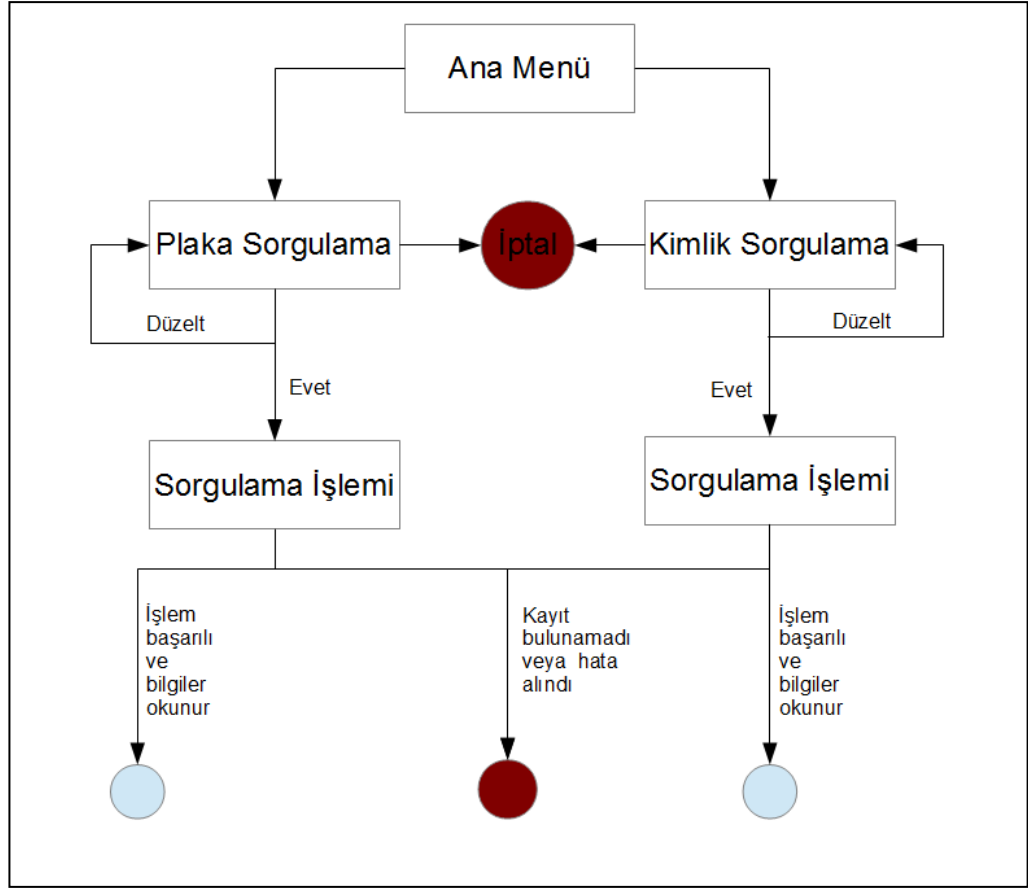 Ana Menü
Plaka Sorgulama
İptal
Kimlik Sorgulama
Düzelt
Düzelt
Evet
Evet
Sorgulama İşlemi
Sorgulama İşlemi
İşlem
başarılı
ve
bilgiler
okunur
Kayıt
bulunamadı
veya hata
alındı
İşlem
başarılı
ve
bilgiler
okunur